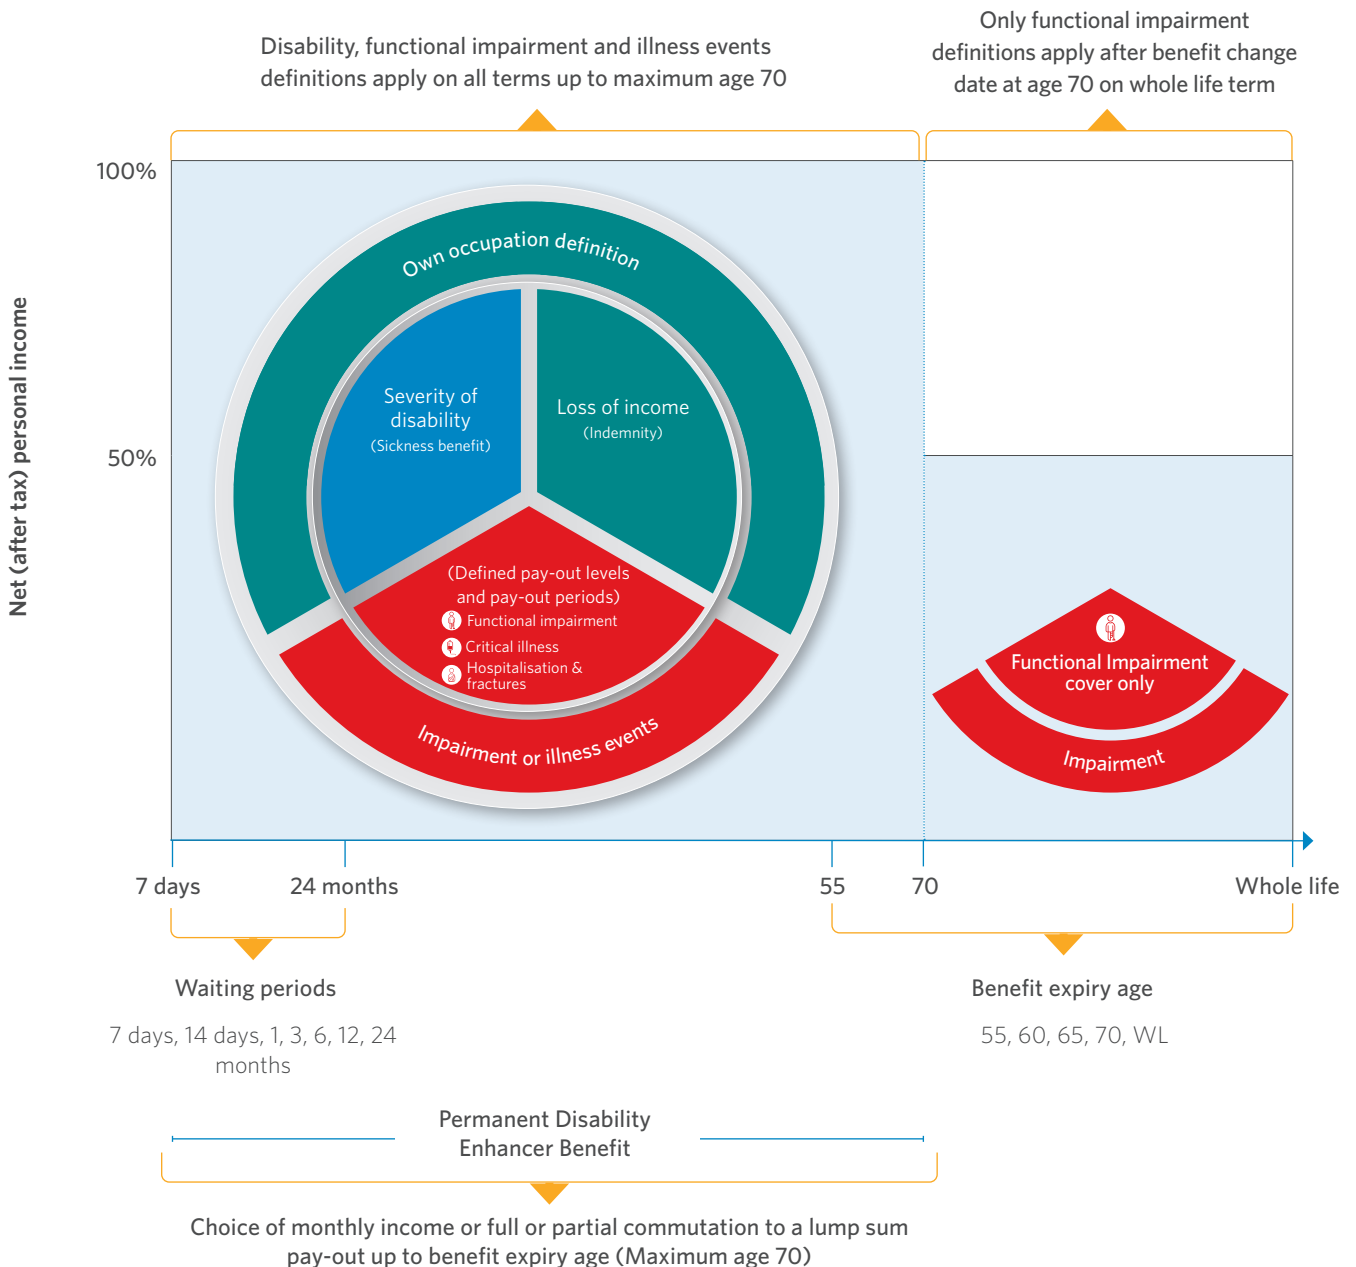 Disability, functional impairment and illness events
definitions apply on all terms up to maximum age 70
Only functional impairment
definitions apply after benefit change
date at age 70 on whole life term
100%
50%
Net (after tax) personal income
Own occupation definition
Severity of
disability
(Sickness benefit)
Loss of income
(Indemnity)
(Defined pay-out levels
and pay-out periods)
Functional impairment
Critical illness
Hospitalisation &
fractures
Impairment or illness events
Functional Impairment
cover only
Impairment
7 days
24 months
55
70
Whole life
Waiting periods
7 days, 14 days, 1, 3, 6, 12, 24
months
Benefit expiry age
55, 60, 65, 70, WL
Permanent Disability
Enhancer Benefit
Choice of monthly income or full or partial commutation to a lump sum
pay-out up to benefit expiry age (Maximum age 70)